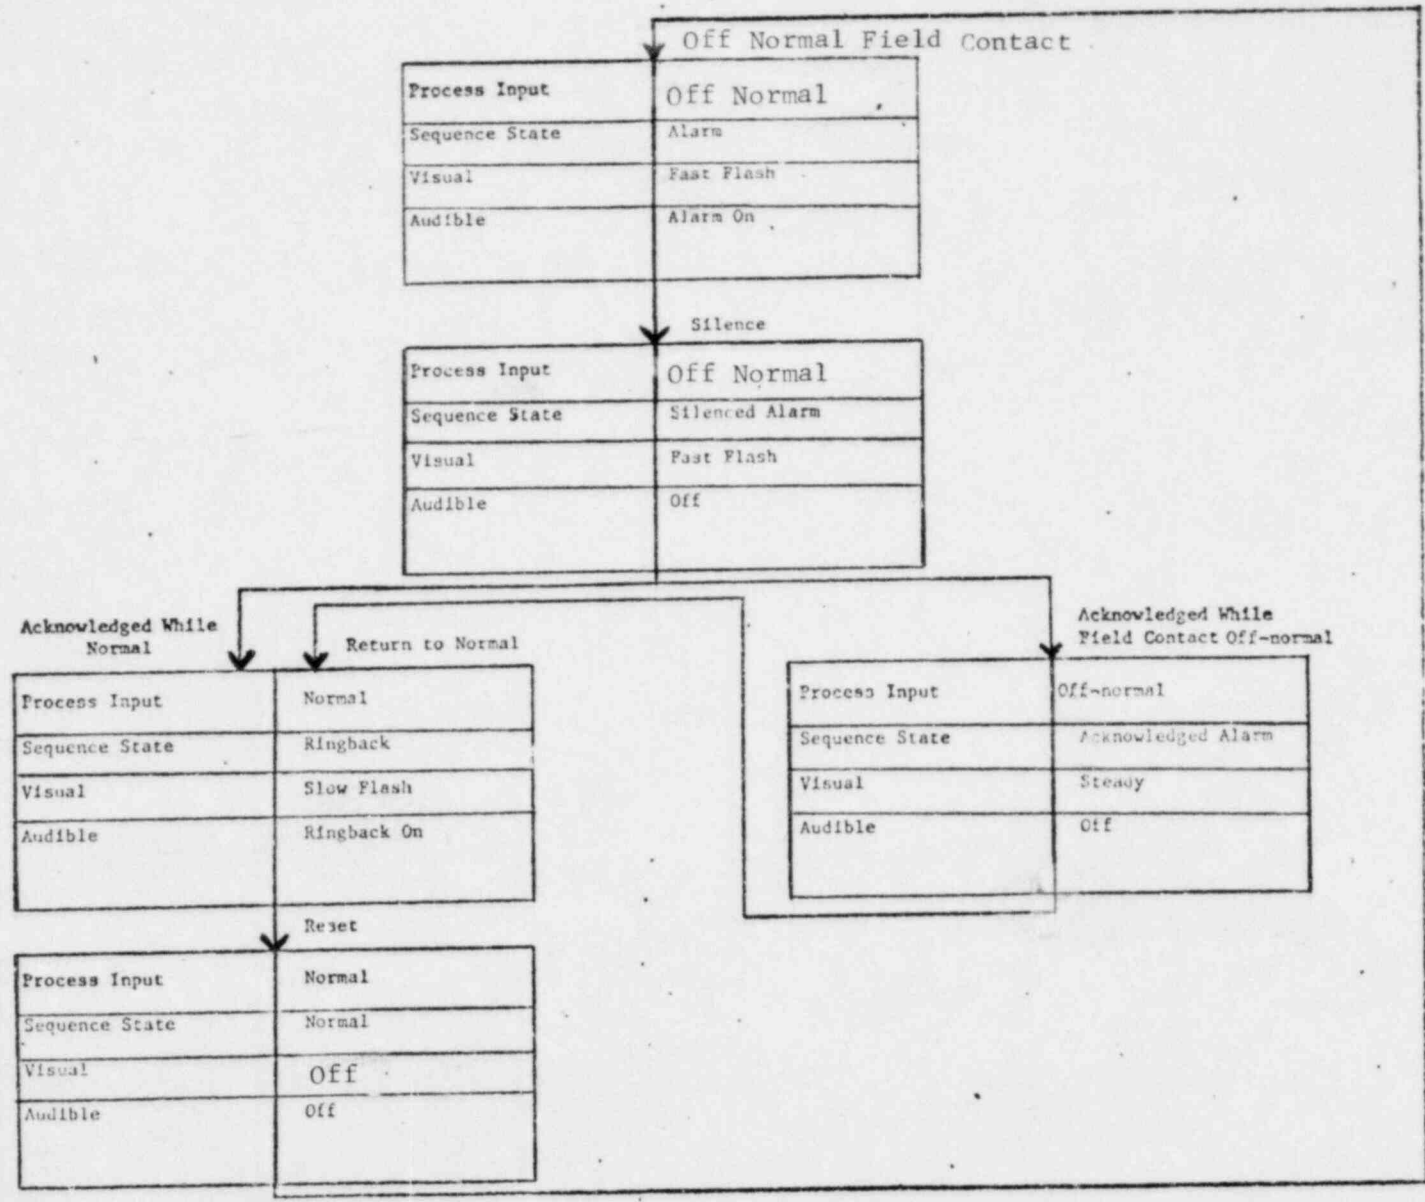 Off Normal Field Contact
Process Input Off Normal
Sequence State Alarm
Visual Fast Flash
Audible Alarm On
Silence
Process Input Off Normal
Sequence State Silenced Alarm
Visual Fast Flash
Audible Off
Acknowledged While
Normal
Return to Normal
Acknowledged While
Field Contact Off-normal
Process Input Normal
Sequence State Ringback
Visual Slow Flash
Audible Ringback On
Process Input Off-normal
Sequence State Acknowledged Alarm
Visual Steady
Audible Off
Reset
Process Input Normal
Sequence State Normal
Visual Off
Audible Off